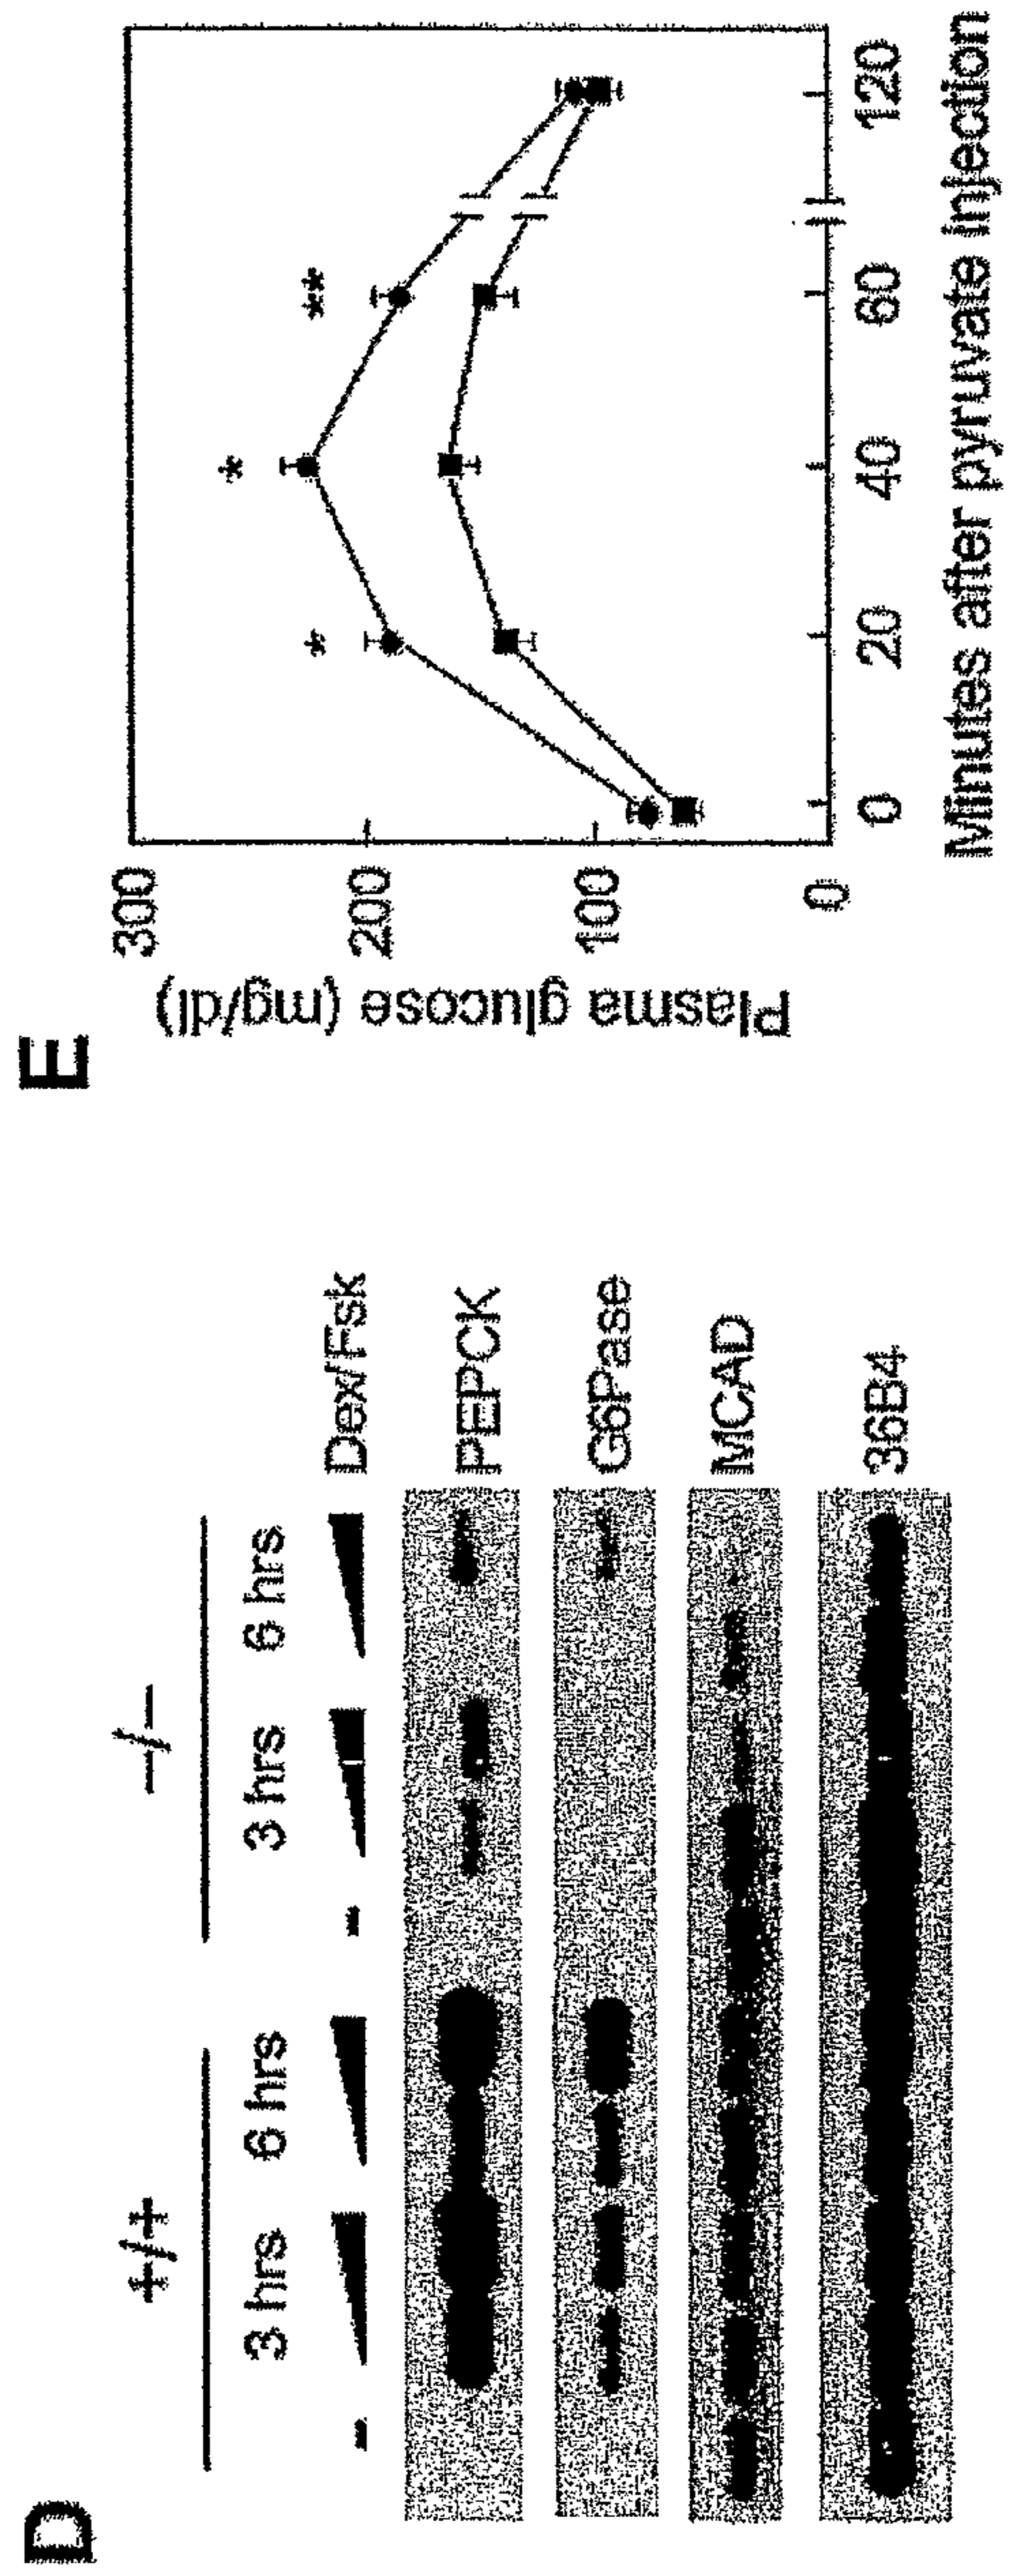 D
+/+ −/−
3 hrs 6 hrs 3 hrs 6 hrs
- - Dex/Fsk
PEPCK
G6Pase
MCAD
36B4
E
Plasma glucose (mg/dl)
300
200
100
0
* * **
0 20 40 60 120
Minutes after pyruvate injection